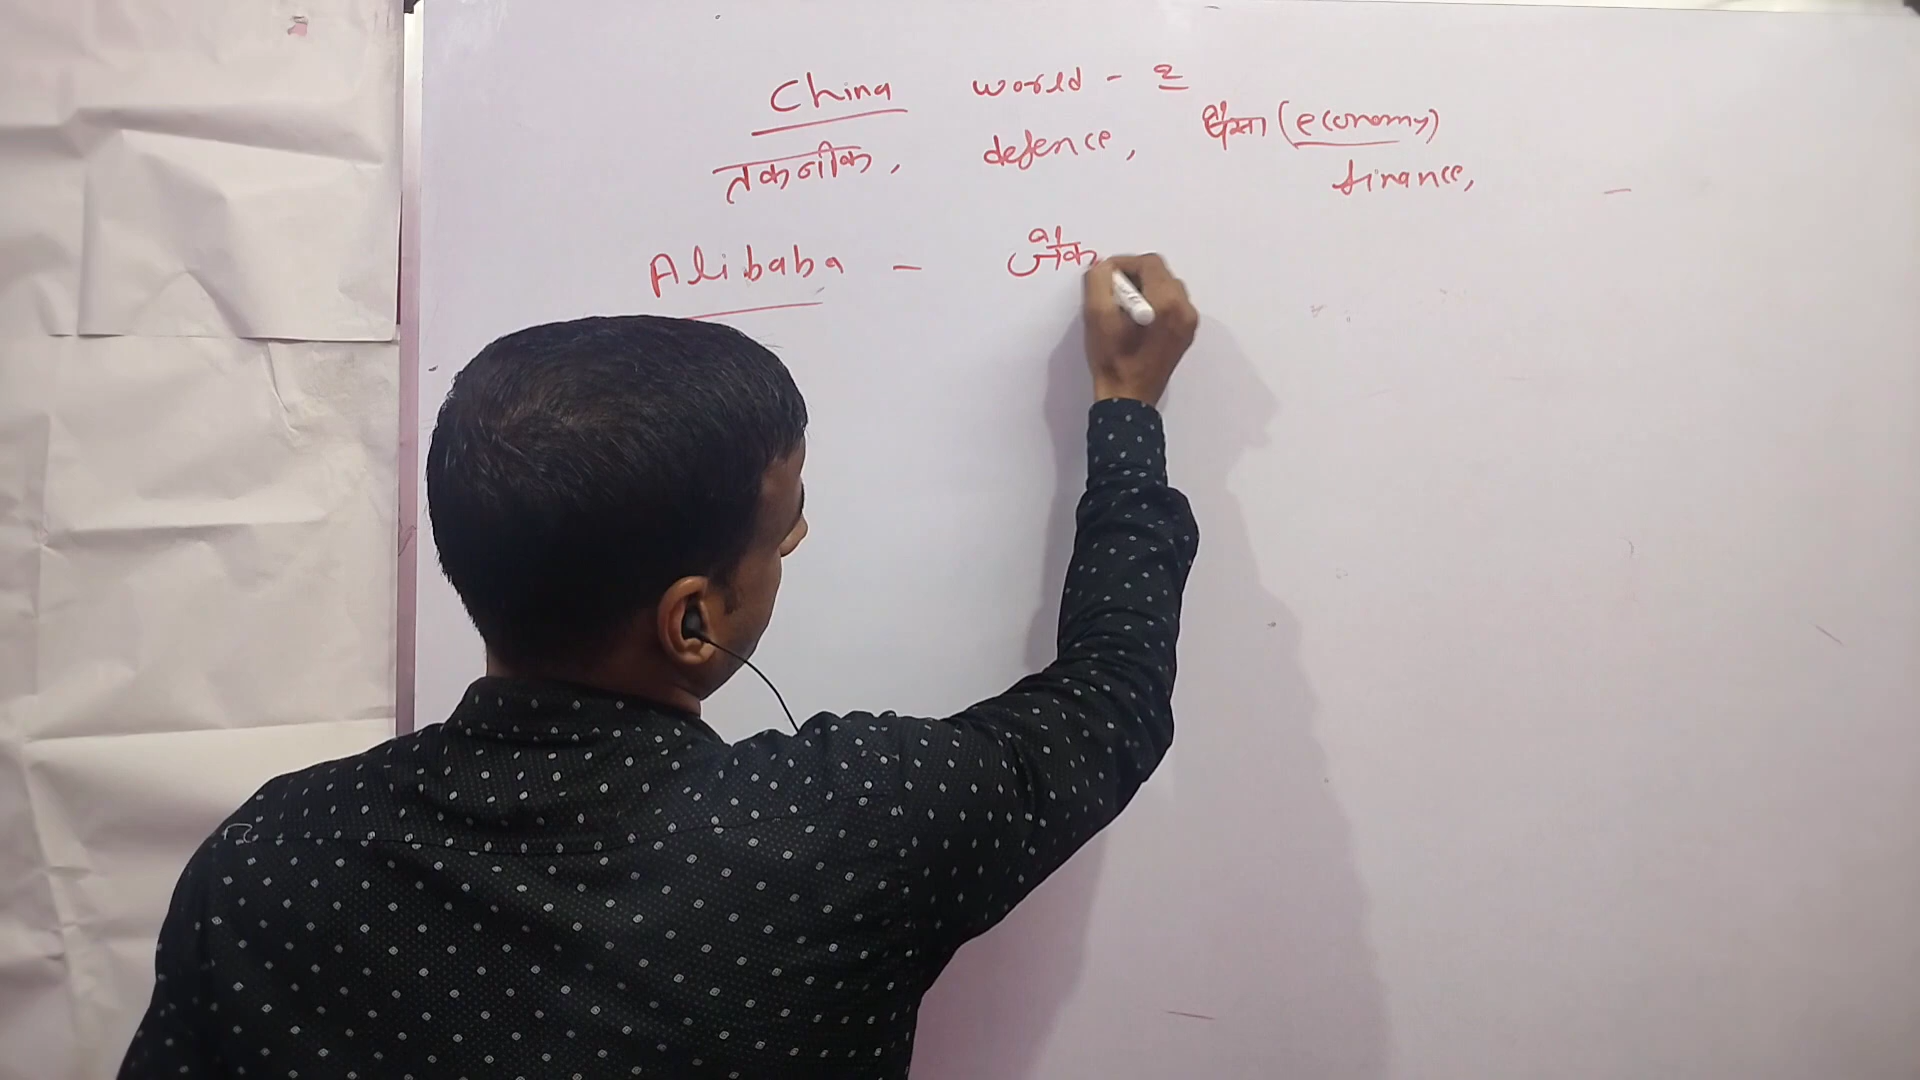 China world - 2
तकनीक, defence, पैसा (economy)
finance, -
Alibaba - जैक